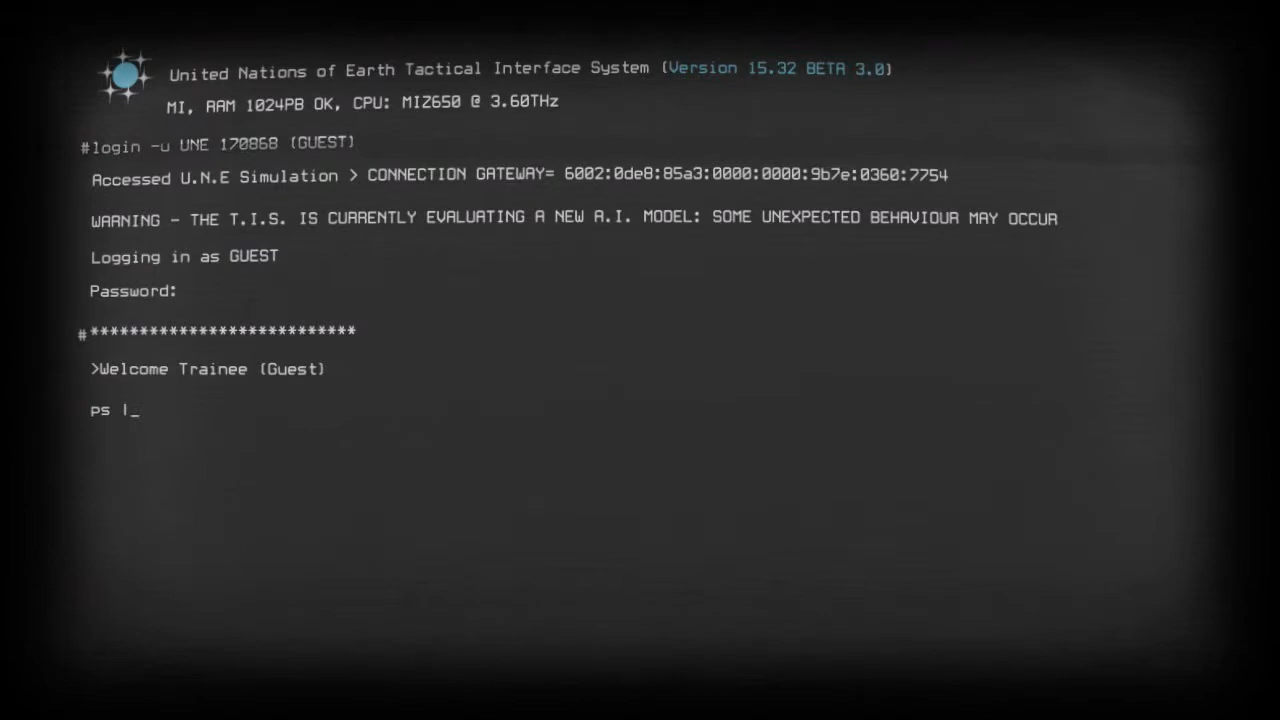 United Nations of Earth Tactical Interface System (Version 15.32 BETA 3.0)
MI, RAM 1024PB OK, CPU: MIZ650 @ 3.60THz
#login -u UNE 170868 (GUEST)
Accessed U.N.E Simulation > CONNECTION GATEWAY= 6002:0de8:85a3:0000:0000:9b7e:0360:7754
WARNING - THE T.I.S. IS CURRENTLY EVALUATING A NEW A.I. MODEL: SOME UNEXPECTED BEHAVIOUR MAY OCCUR
Logging in as GUEST
Password:
#***************************
>Welcome Trainee (Guest)
ps |_